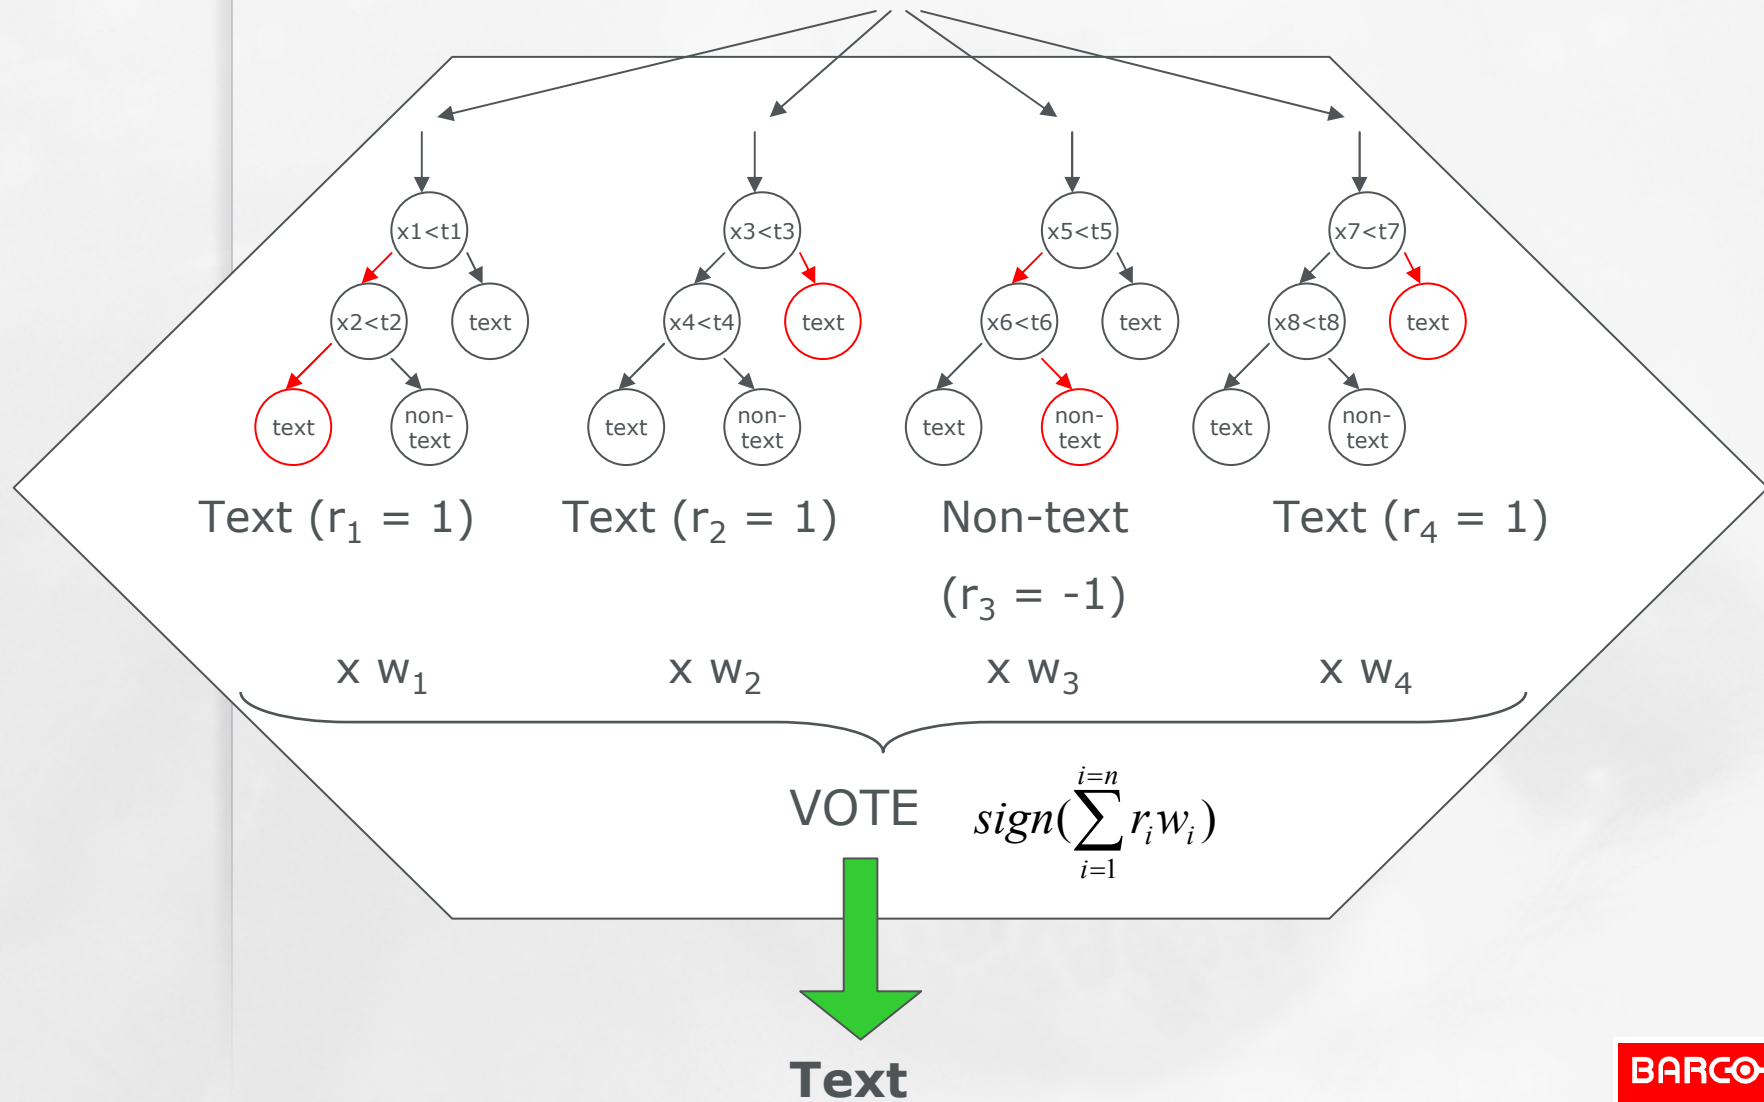 x1<t1 x3<t3 x5<t5 x7<t7
x2<t2 text x4<t4 text x6<t6 text x8<t8 text
text non-text text non-text text non-text text non-text
Text (r1 = 1) Text (r2 = 1) Non-text Text (r4 = 1)
(r3 = -1)
x w1 x w2 x w3 x w4
VOTE sign(∑_{i=1}^{i=n} r_i w_i)
Text
BARCO